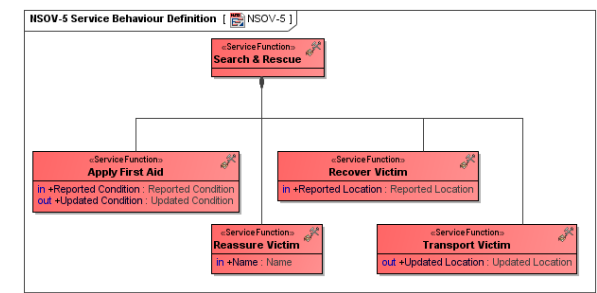 NSOV-5 Service Behaviour Definition [ NSOV-5 ]
«ServiceFunction»
Search & Rescue
«ServiceFunction»
Apply First Aid
in +Reported Condition : Reported Condition
out +Updated Condition : Updated Condition
«ServiceFunction»
Recover Victim
in +Reported Location : Reported Location
«ServiceFunction»
Reassure Victim
in +Name : Name
«ServiceFunction»
Transport Victim
out +Updated Location : Updated Location